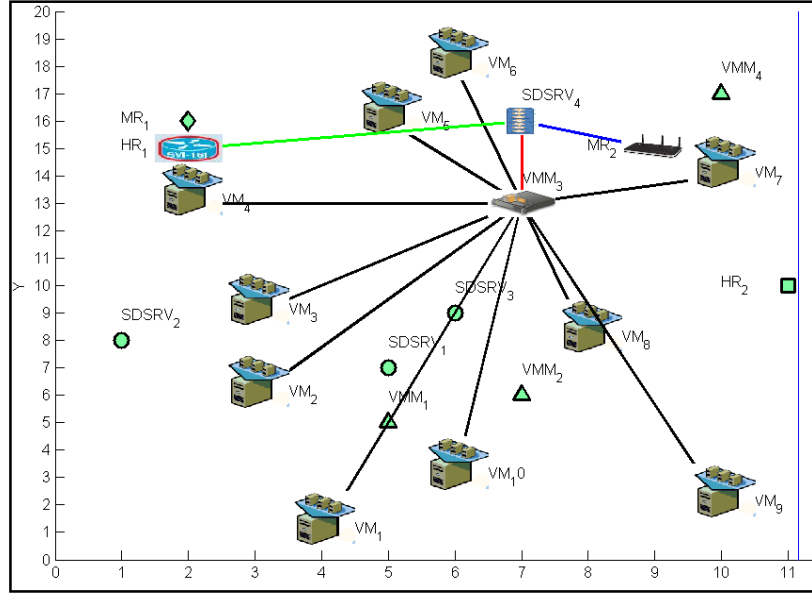 20
19
18
17
16
15
14
13
12
11
10
9
8
7
6
5
4
3
2
1
0
Y
0 1 2 3 4 5 6 7 8 9 10 11
VM₆
VMM₄
SDSRV₄
VM₅
MR₁
HR₁
SVI-161
MR₂
VMM₃
VM₇
VM₄
HR₂
SDSRV₃
VM₃
SDSRV₂
SDSRV₁
VM₈
VMM₂
VM₂
VMM₁
VM₁0
VM₁
VM₉